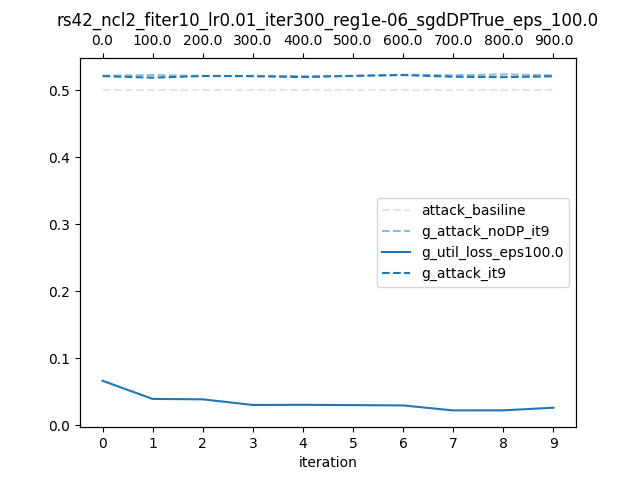 rs42_ncl2_fiter10_lr0.01_iter300_reg1e-06_sgdDPTrue_eps_100.0
0.0 100.0 200.0 300.0 400.0 500.0 600.0 700.0 800.0 900.0
0.5
0.4
0.3
0.2
0.1
0.0
attack_basiline
g_attack_noDP_it9
g_util_loss_eps100.0
g_attack_it9
0 1 2 3 4 5 6 7 8 9
iteration